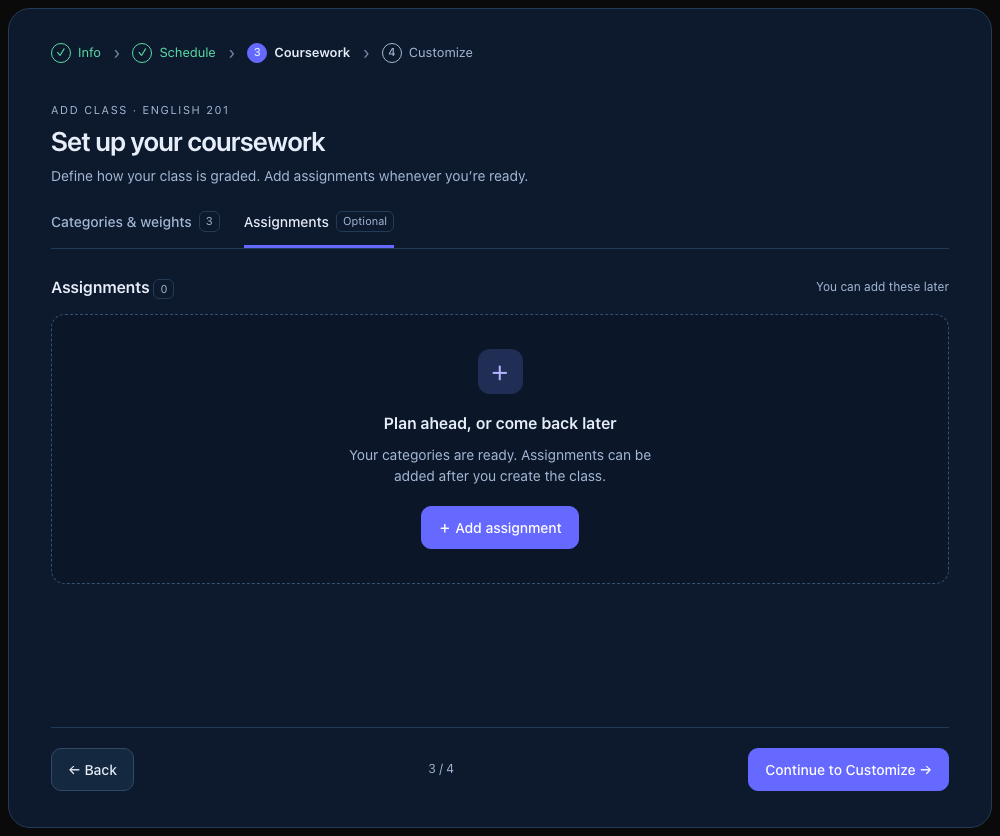 ✓ Info › ✓ Schedule › 3 Coursework › 4 Customize
ADD CLASS · ENGLISH 201
Set up your coursework
Define how your class is graded. Add assignments whenever you’re ready.
Categories & weights 3 Assignments Optional
Assignments 0 You can add these later
+
Plan ahead, or come back later
Your categories are ready. Assignments can be
added after you create the class.
+ Add assignment
← Back 3 / 4 Continue to Customize →